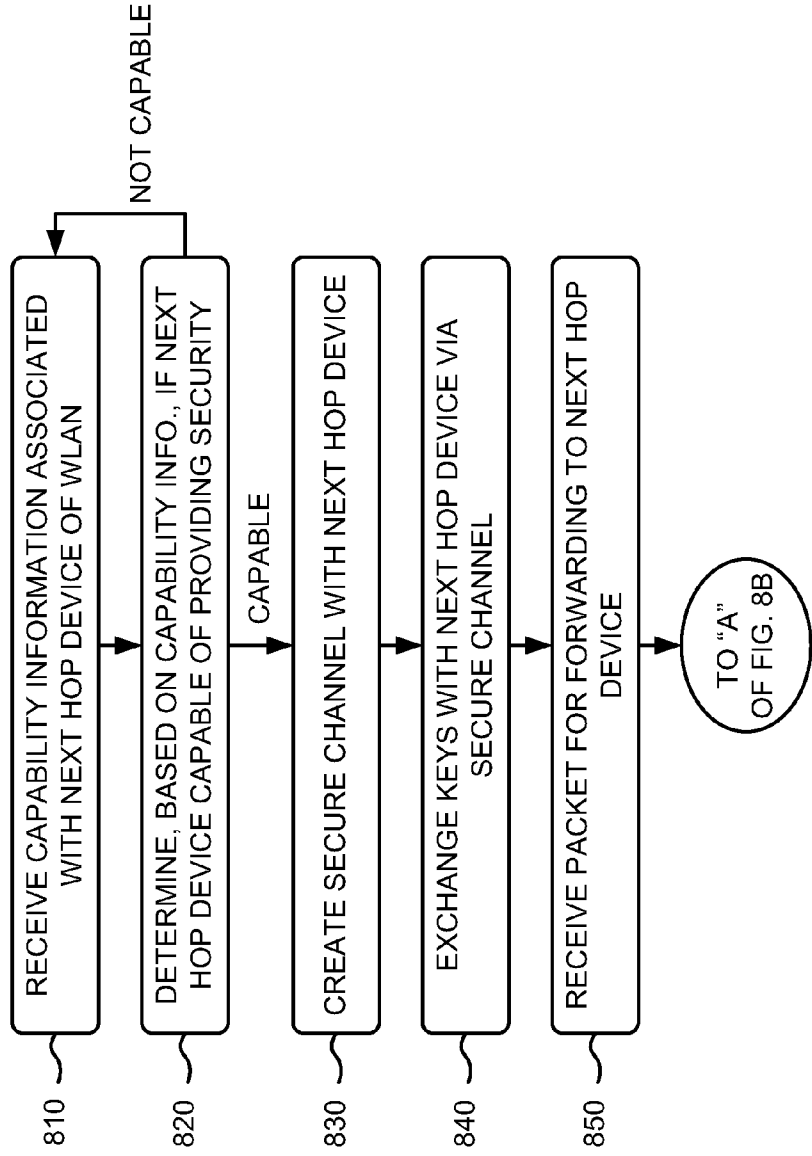 810
RECEIVE CAPABILITY INFORMATION ASSOCIATED
WITH NEXT HOP DEVICE OF WLAN
NOT CAPABLE
820
DETERMINE, BASED ON CAPABILITY INFO., IF NEXT
HOP DEVICE CAPABLE OF PROVIDING SECURITY
CAPABLE
830
CREATE SECURE CHANNEL WITH NEXT HOP DEVICE
840
EXCHANGE KEYS WITH NEXT HOP DEVICE VIA
SECURE CHANNEL
850
RECEIVE PACKET FOR FORWARDING TO NEXT HOP
DEVICE
TO "A"
OF FIG. 8B